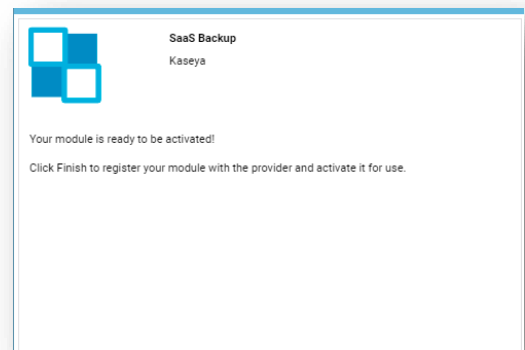 SaaS Backup
Kaseya
Your module is ready to be activated!
Click Finish to register your module with the provider and activate it for use.